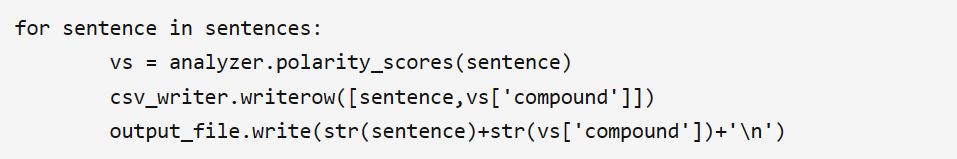 for sentence in sentences:
        vs = analyzer.polarity_scores(sentence)
        csv_writer.writerow([sentence,vs['compound']])
        output_file.write(str(sentence)+str(vs['compound'])+'\n')